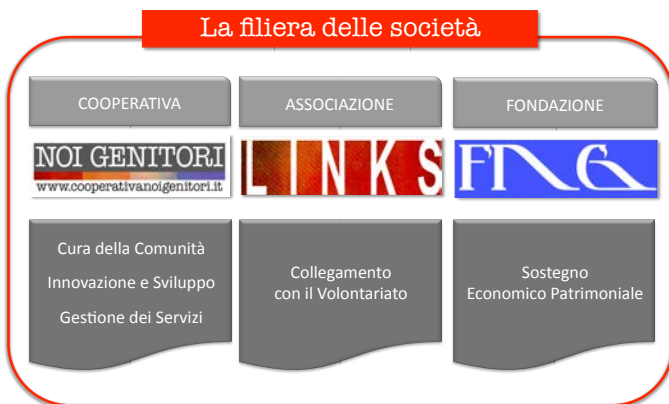 La filiera delle società
COOPERATIVA
ASSOCIAZIONE
FONDAZIONE
NOI GENITORI
www.cooperativanoigenitori.it
LINKS
FING
Cura della Comunità
Innovazione e Sviluppo
Gestione dei Servizi
Collegamento
con il Volontariato
Sostegno
Economico Patrimoniale